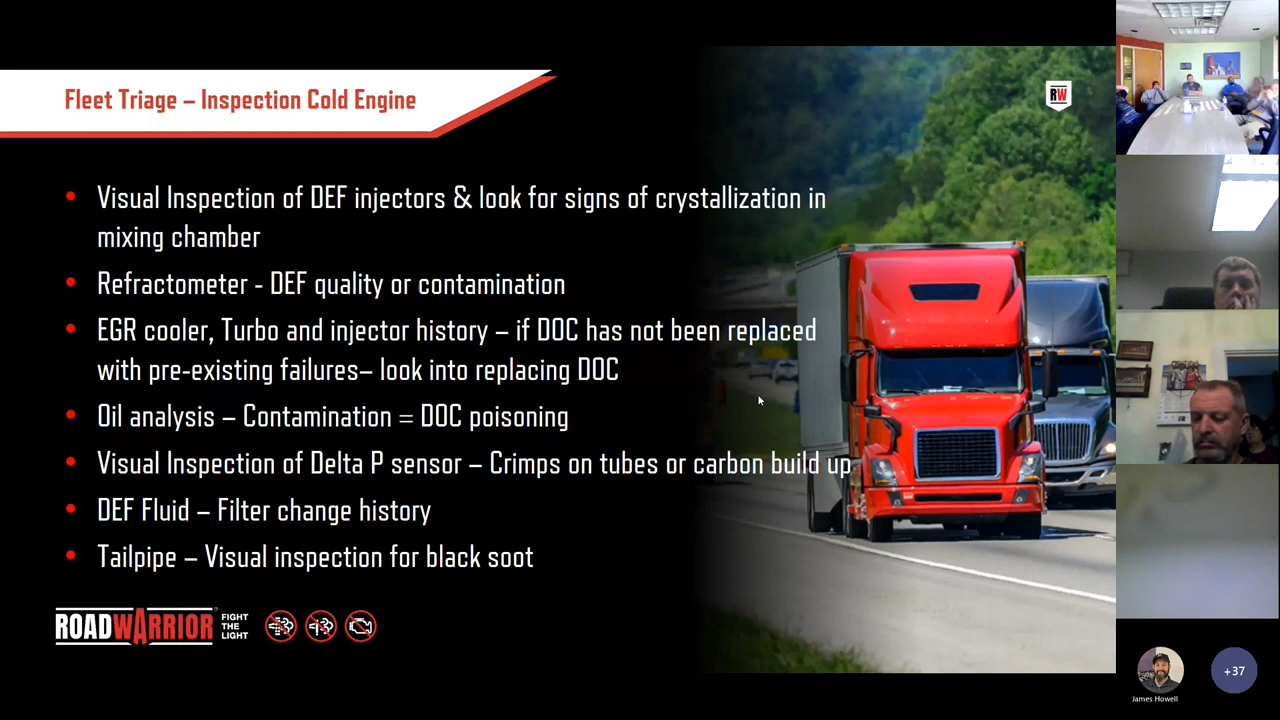 Fleet Triage – Inspection Cold Engine
RW
• Visual Inspection of DEF injectors & look for signs of crystallization in
mixing chamber
• Refractometer - DEF quality or contamination
• EGR cooler, Turbo and injector history – if DOC has not been replaced
with pre-existing failures– look into replacing DOC
• Oil analysis – Contamination = DOC poisoning
• Visual Inspection of Delta P sensor – Crimps on tubes or carbon build up
• DEF Fluid – Filter change history
• Tailpipe – Visual inspection for black soot
ROADWARRIOR
FIGHT
THE
LIGHT
James Howell
+37